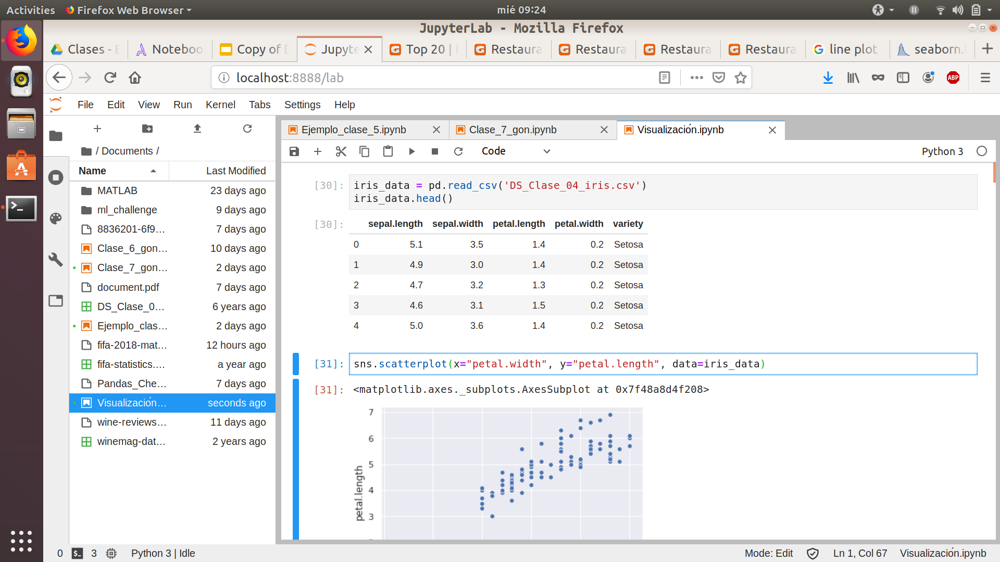 Activities Firefox Web Browser mié 09:24
JupyterLab - Mozilla Firefox
Clases - Noteboo Copy of Jupyte Top 20 | Restaura Restaura Restaura Restaura line plot seaborn.
localhost:8888/lab ABP
File Edit View Run Kernel Tabs Settings Help
/ Documents /
Name Last Modified
MATLAB 23 days ago
ml_challenge 9 days ago
8836201-6f9... 7 days ago
Clase_6_gon... 10 days ago
Clase_7_gon... 2 days ago
document.pdf 7 days ago
DS_Clase_0... 6 years ago
Ejemplo_clas... 2 days ago
fifa-2018-mat... 12 hours ago
fifa-statistics.... a year ago
Pandas_Che... 7 days ago
Visualización... seconds ago
wine-reviews... 11 days ago
winemag-dat... 2 years ago
Ejemplo_clase_5.ipynb Clase_7_gon.ipynb Visualización.ipynb
Code Python 3
[30]: iris_data = pd.read_csv('DS_Clase_04_iris.csv')
iris_data.head()
[30]: sepal.length sepal.width petal.length petal.width variety
0 5.1 3.5 1.4 0.2 Setosa
1 4.9 3.0 1.4 0.2 Setosa
2 4.7 3.2 1.3 0.2 Setosa
3 4.6 3.1 1.5 0.2 Setosa
4 5.0 3.6 1.4 0.2 Setosa
[31]: sns.scatterplot(x="petal.width", y="petal.length", data=iris_data)
[31]: <matplotlib.axes._subplots.AxesSubplot at 0x7f48a8d4f208>
7
6
5
4
3
petal.length
0 $_ 3 Python 3 | Idle Mode: Edit Ln 1, Col 67 Visualización.ipynb